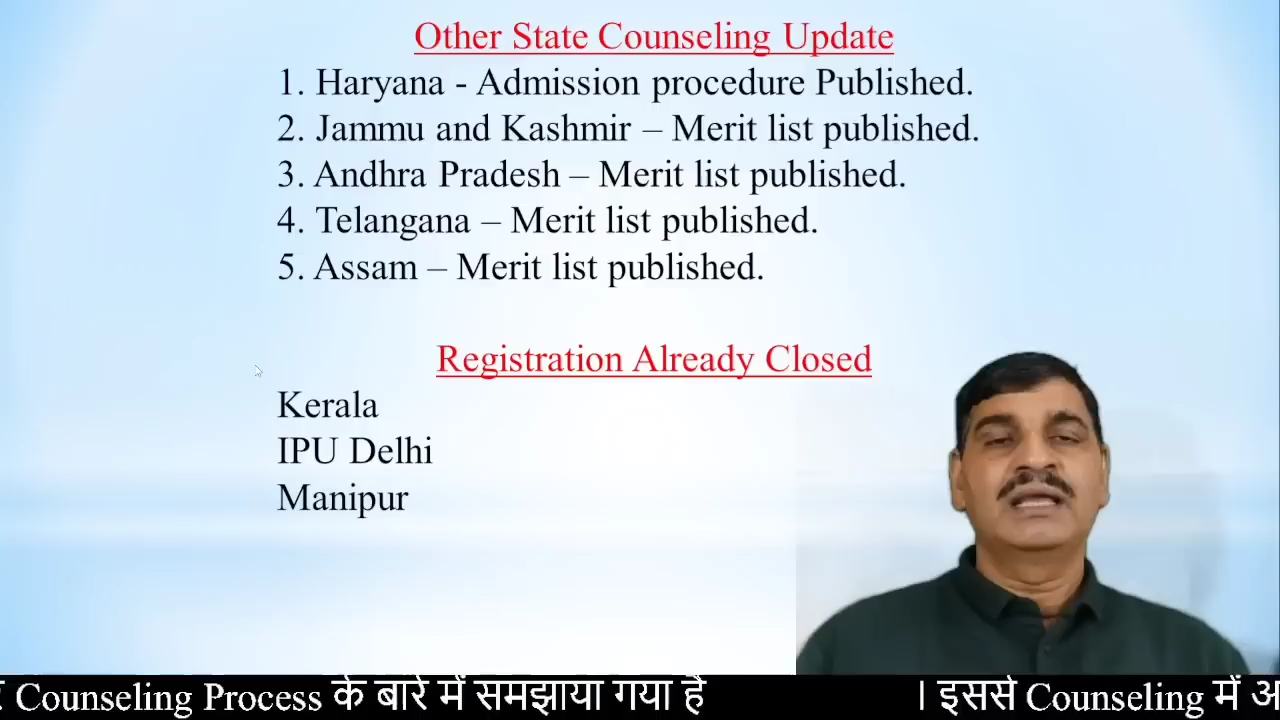 Other State Counseling Update
1. Haryana - Admission procedure Published.
2. Jammu and Kashmir – Merit list published.
3. Andhra Pradesh – Merit list published.
4. Telangana – Merit list published.
5. Assam – Merit list published.
Registration Already Closed
Kerala
IPU Delhi
Manipur
Counseling Process के बारे में समझाया गया है । इससे Counseling में